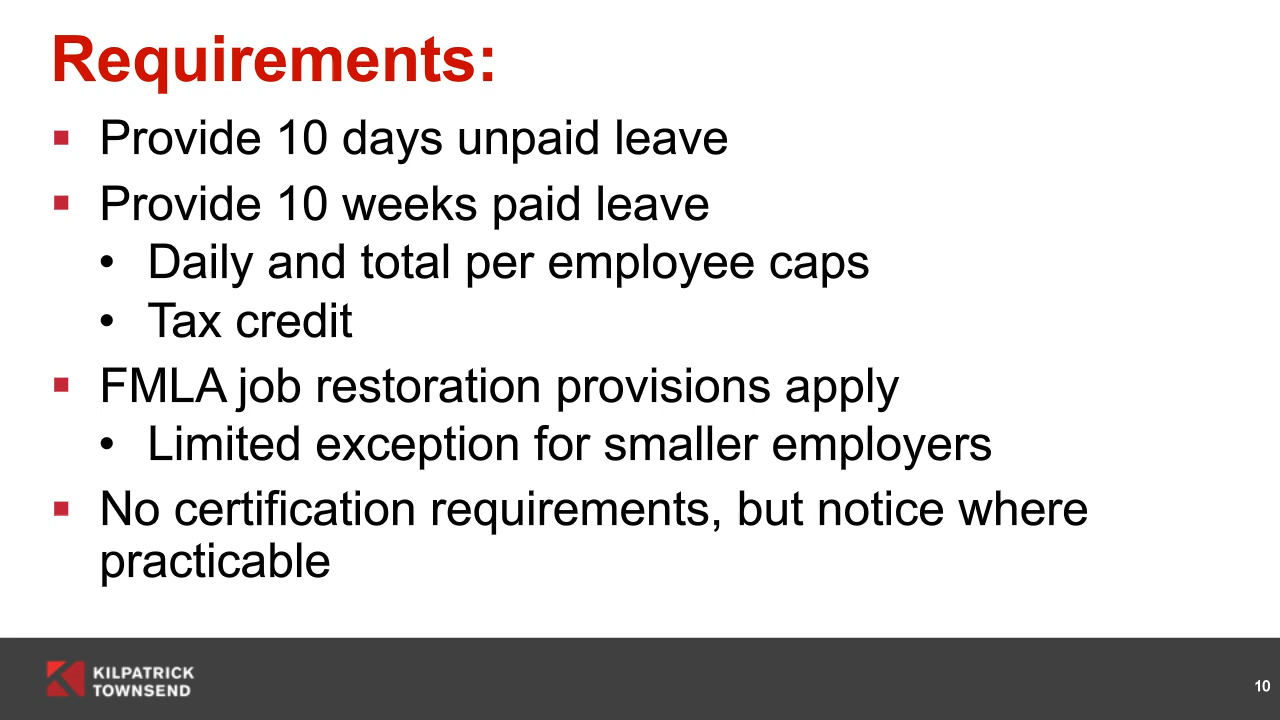 Requirements:
▪ Provide 10 days unpaid leave
▪ Provide 10 weeks paid leave
• Daily and total per employee caps
• Tax credit
▪ FMLA job restoration provisions apply
• Limited exception for smaller employers
▪ No certification requirements, but notice where
practicable
KILPATRICK
TOWNSEND
10